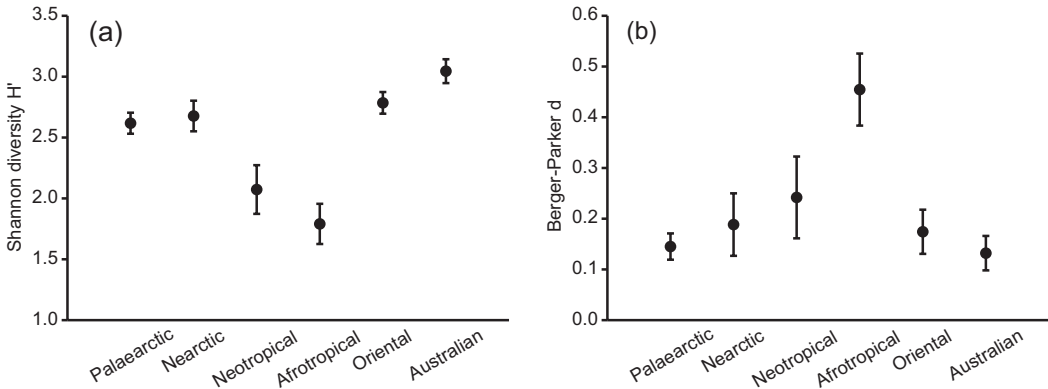 (a)
Shannon diversity H'
3.5
3.0
2.5
2.0
1.5
1.0
Palaearctic
Nearctic
Neotropical
Afrotropical
Oriental
Australian
(b)
Berger-Parker d
0.6
0.5
0.4
0.3
0.2
0.1
0.0
Palaearctic
Nearctic
Neotropical
Afrotropical
Oriental
Australian